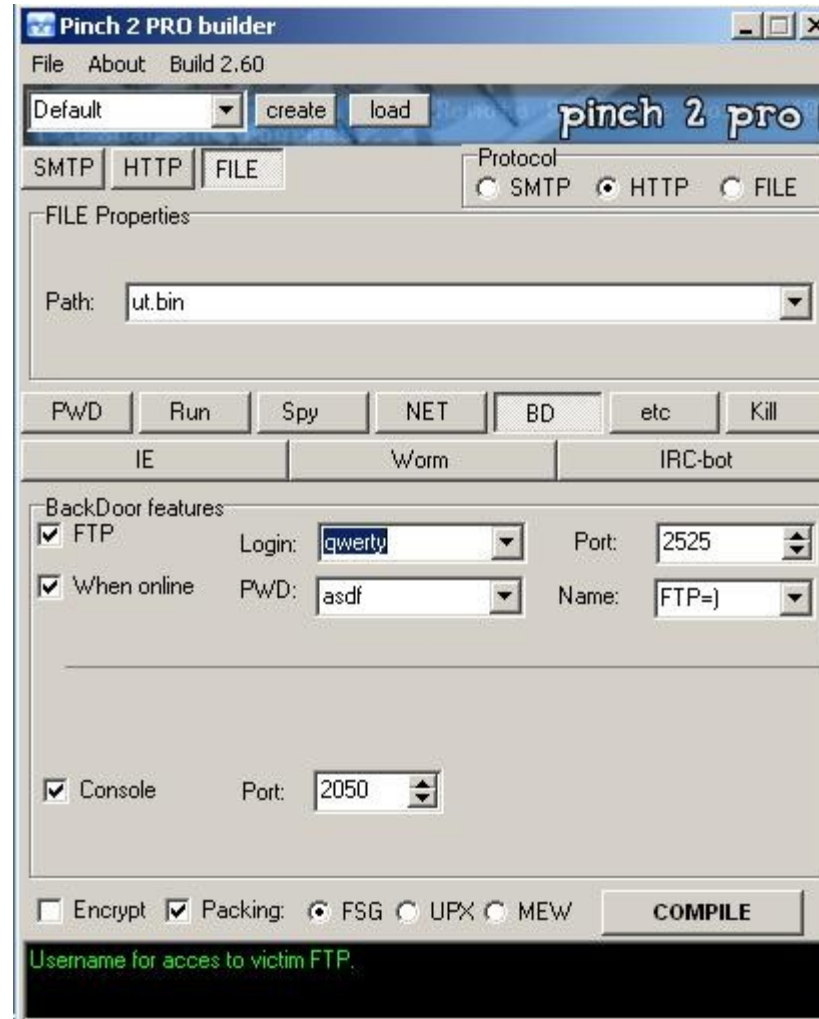 Pinch 2 PRO builder
File About Build 2.60
Default create load pinch 2 pro
SMTP HTTP FILE
Protocol
SMTP HTTP FILE
FILE Properties
Path: ut.bin
PWD Run Spy NET BD etc Kill
IE Worm IRC-bot
BackDoor features
FTP Login: qwerty Port: 2525
When online PWD: asdf Name: FTP=)
Console Port: 2050
Encrypt Packing: FSG UPX MEW COMPILE
Username for acces to victim FTP.